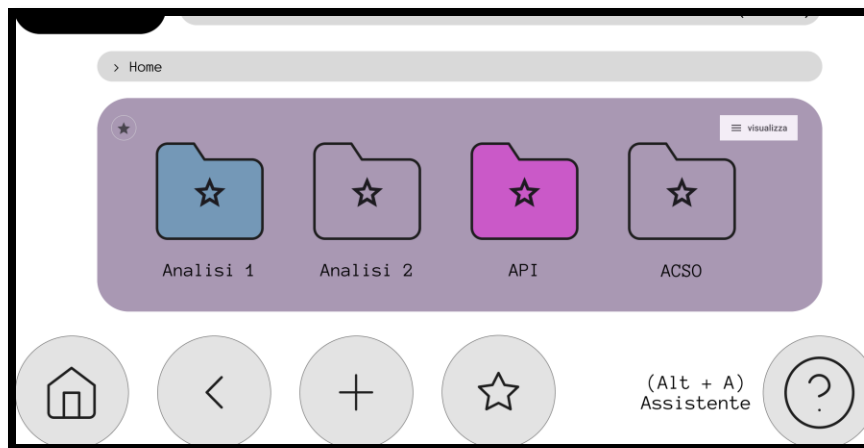 > Home
visualizza
Analisi 1
Analisi 2
API
ACSO
(Alt + A)
Assistente
?